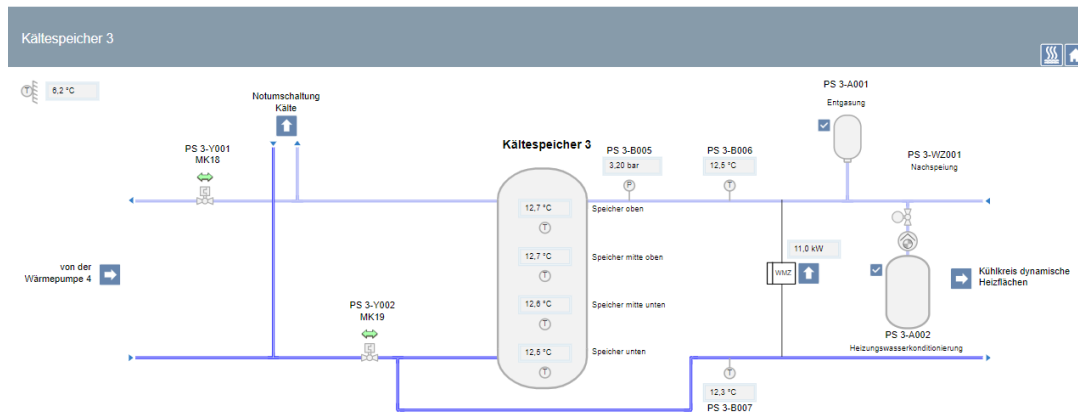 Kältespeicher 3
T
6,2 °C
Notumschaltung
Kälte
PS 3-Y001
MK18
C
Kältespeicher 3
PS 3-B005
3,20 bar
P
PS 3-B006
12,5 °C
T
PS 3-A001
Entgasung
PS 3-WZ001
Nachspeiung
12,7 °C
T
Speicher oben
12,7 °C
T
Speicher mitte oben
12,6 °C
T
Speicher mitte unten
12,5 °C
T
Speicher unten
von der
Wärmepumpe 4
PS 3-Y002
MK19
C
11,0 kW
WMZ
Kühlkreis dynamische
Heizflächen
PS 3-A002
Heizungswasserkonditionierung
T
12,3 °C
PS 3-B007